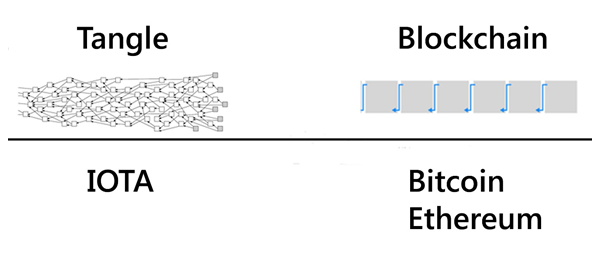 Tangle
Blockchain
IOTA
Bitcoin
Ethereum